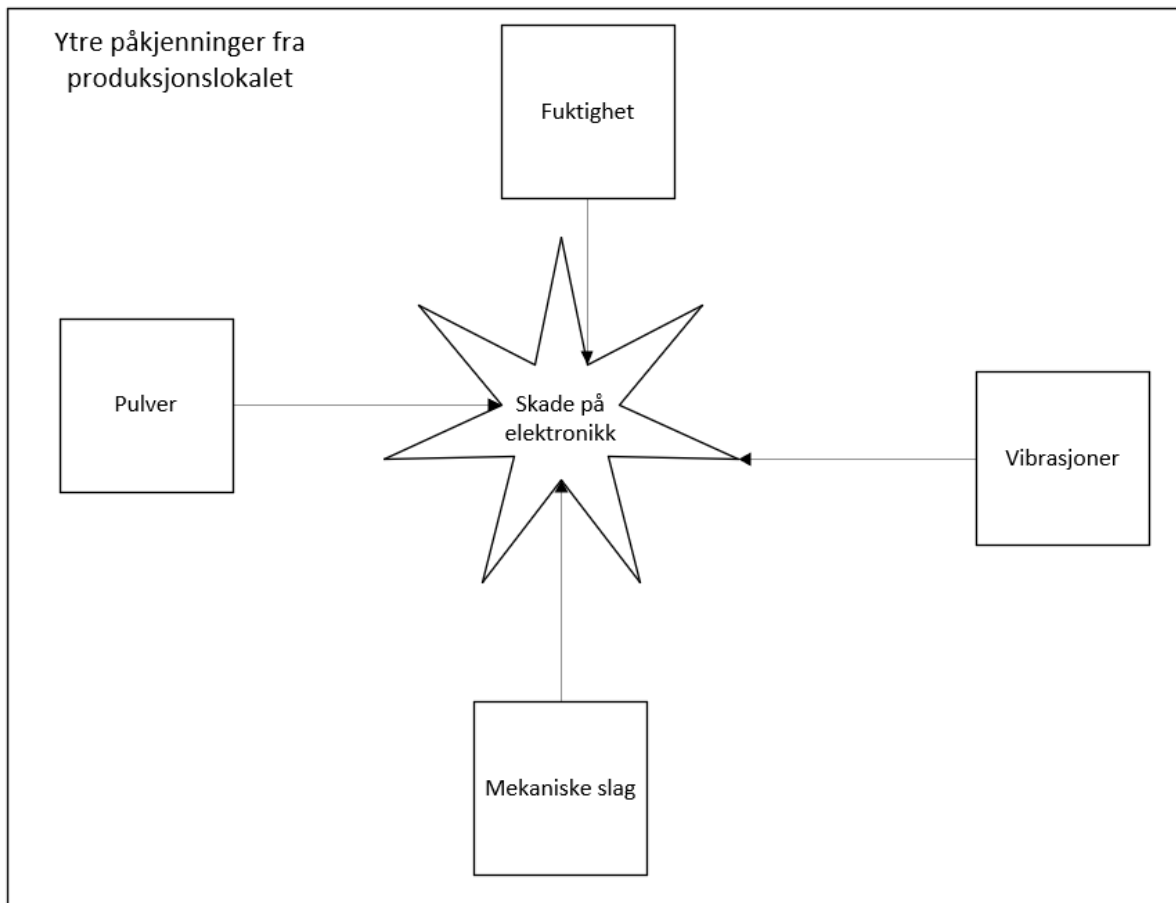 Ytre påkjenninger fra
produksjonslokalet
Fuktighet
Pulver
Skade på
elektronikk
Vibrasjoner
Mekaniske slag